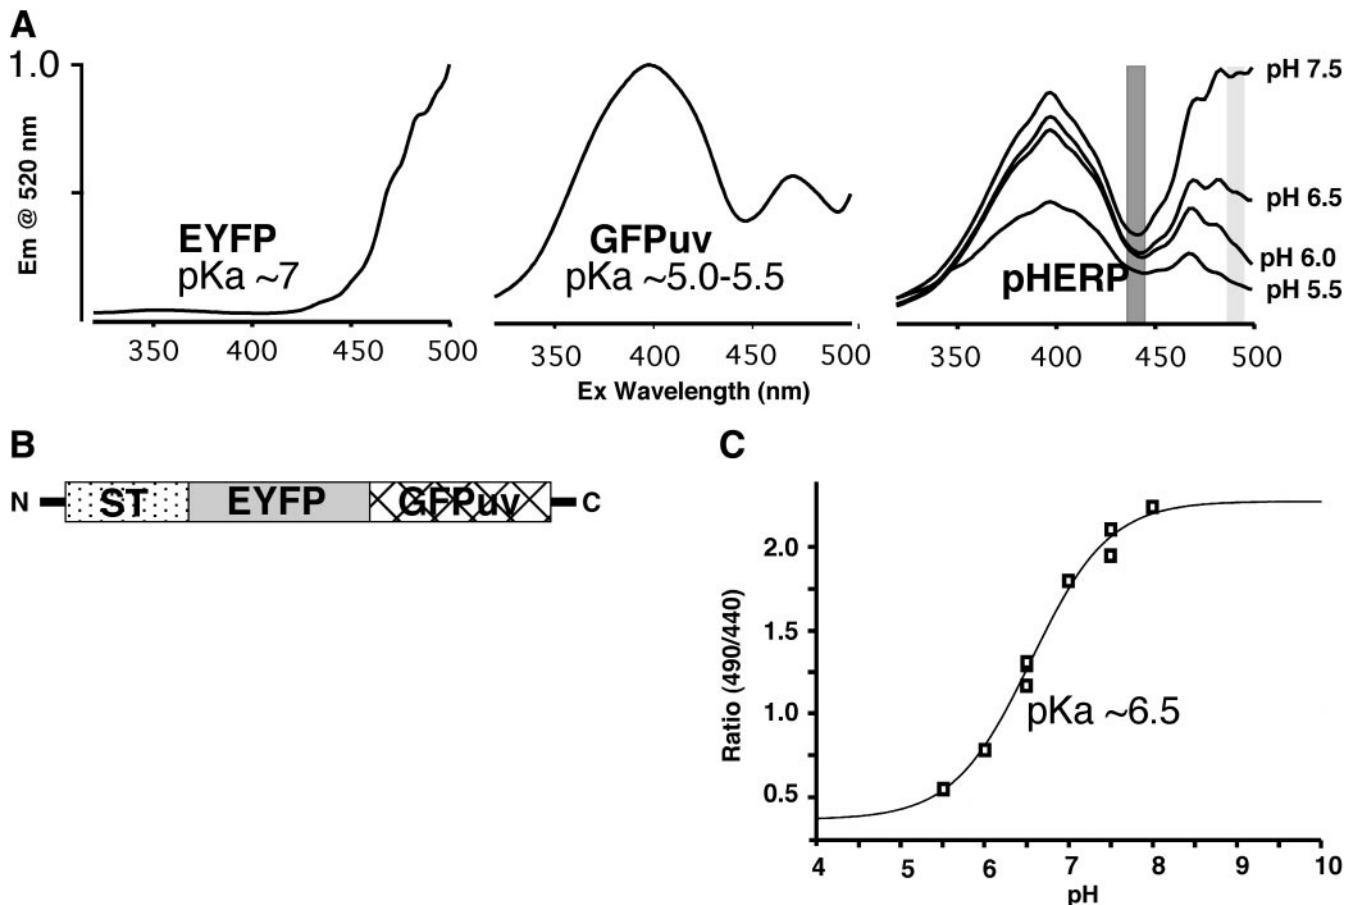 A
1.0
Em @ 520 nm
EYFP
pKa ~7
350 400 450 500
GFPuv
pKa ~5.0-5.5
350 400 450 500
pHERP
pH 7.5
pH 6.5
pH 6.0
pH 5.5
350 400 450 500
Ex Wavelength (nm)
B
N ST EYFP GFPuv C
C
Ratio (490/440)
2.0
1.5
1.0
0.5
pKa ~6.5
4 5 6 7 8 9 10
pH